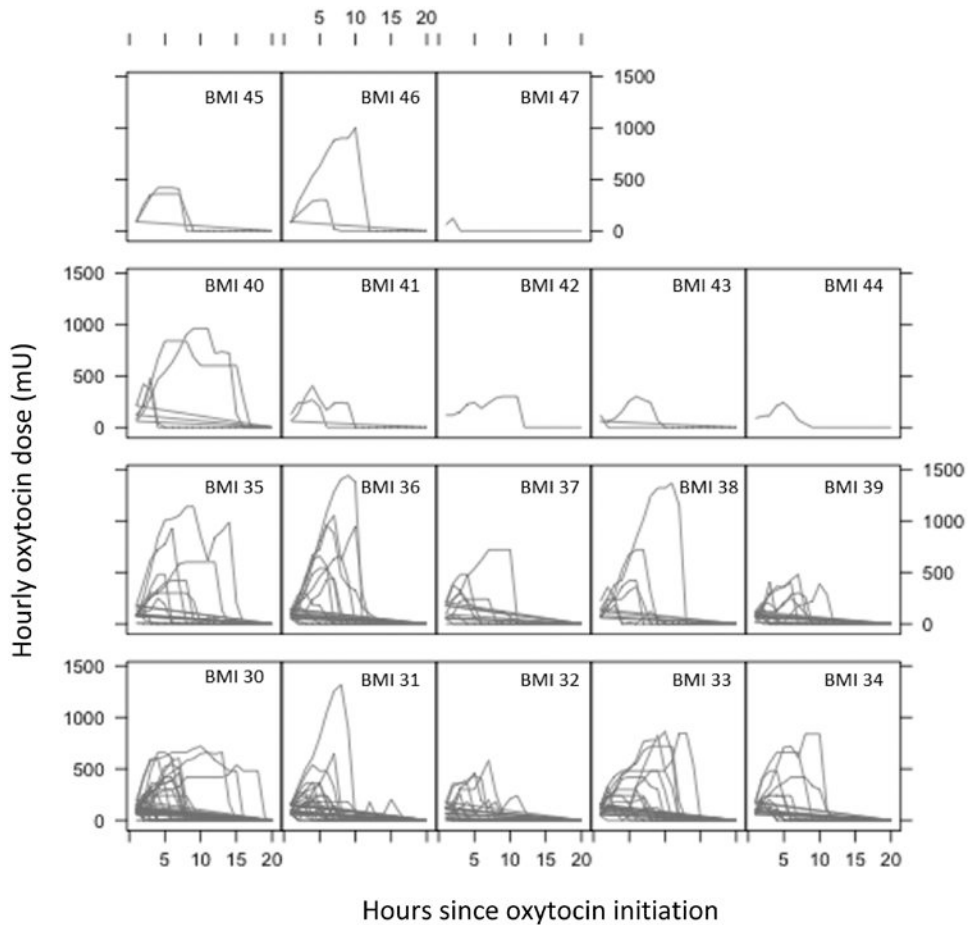 5 10 15 20
BMI 45 BMI 46 BMI 47
1500
1000
500
0
1500
1000
500
0
BMI 40 BMI 41 BMI 42 BMI 43 BMI 44
BMI 35 BMI 36 BMI 37 BMI 38 BMI 39
1500
1000
500
0
1500
1000
500
0
BMI 30 BMI 31 BMI 32 BMI 33 BMI 34
5 10 15 20 5 10 15 20 5 10 15 20
Hourly oxytocin dose (mU)
Hours since oxytocin initiation